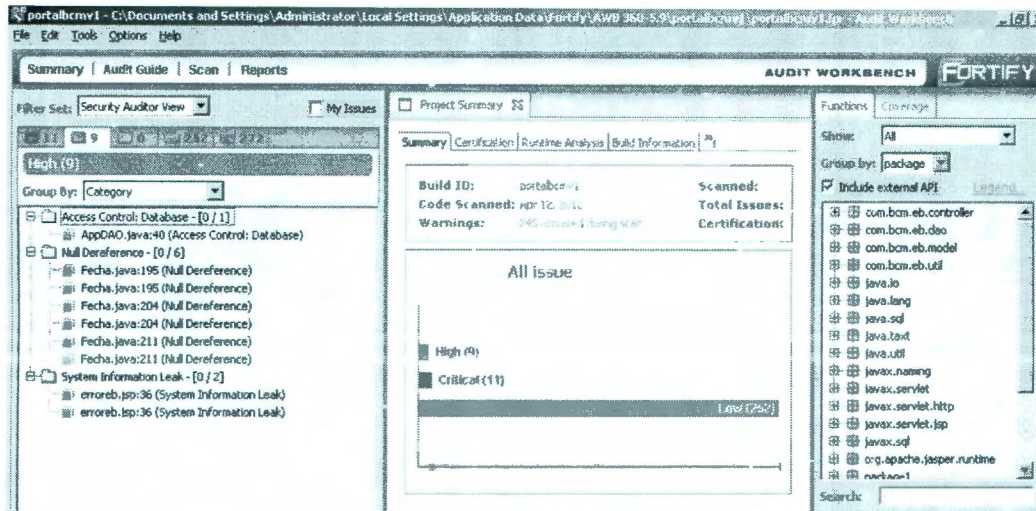 portalbcmv1 - C:\Documents and Settings\Administrator\Local Settings\Application Data\Fortify\AWB 360-5.9\portalbcmv1\portalbcmv1.fpr - Audit Workbench
File Edit Tools Options Help
Summary | Audit Guide | Scan | Reports
AUDIT WORKBENCH
FORTIFY
Filter Set: Security Auditor View
My Issues
11 9 0 272
High (9)
Group By: Category
Access Control: Database - [0 / 1]
AppDAO.java:40 (Access Control: Database)
Null Dereference - [0 / 6]
Fecha.java:195 (Null Dereference)
Fecha.java:195 (Null Dereference)
Fecha.java:204 (Null Dereference)
Fecha.java:204 (Null Dereference)
Fecha.java:211 (Null Dereference)
Fecha.java:211 (Null Dereference)
System Information Leak - [0 / 2]
erroreb.jsp:36 (System Information Leak)
erroreb.jsp:36 (System Information Leak)
Project Summary
Summary Certification Runtime Analysis Build Information
Build ID: portalbcmv1 Scanned:
Code Scanned: Apr 12, Total Issues:
Warnings: Certification:
All issue
High (9)
Critical (11)
Low (252)
Functions Coverage
Show: All
Group by: package
Include external API Legend...
com.bcm.eb.controller
com.bcm.eb.dao
com.bcm.eb.model
com.bcm.eb.util
java.io
java.lang
java.sql
java.text
java.util
javax.naming
javax.servlet
javax.servlet.http
javax.servlet.jsp
javax.sql
org.apache.jasper.runtime
package1
Search: